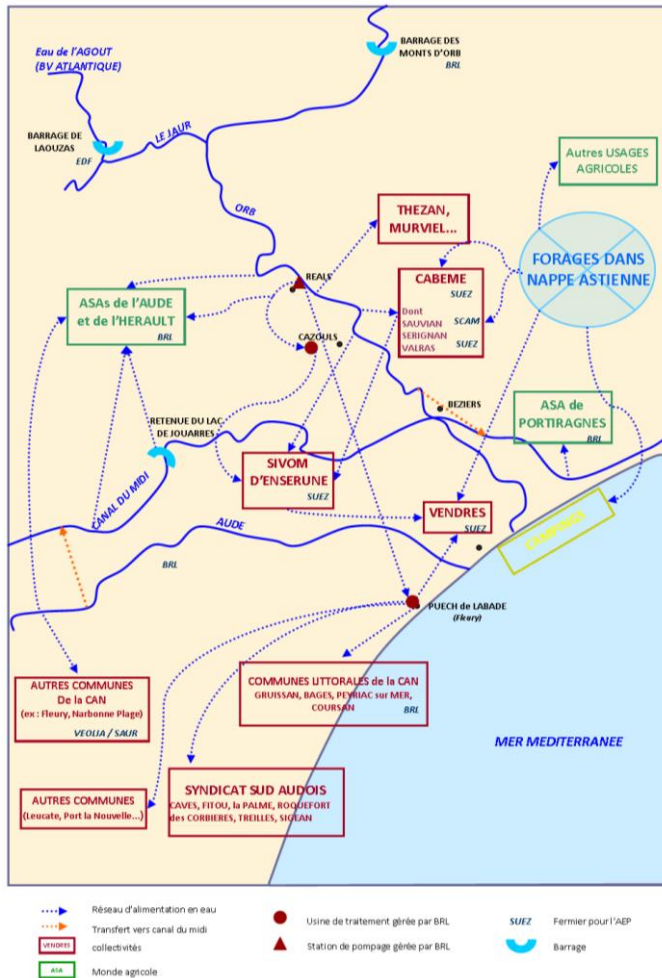 Eau de l'AGOUT
(BV ATLANTIQUE)
BARRAGE DES
MONTS D'ORB
BRL
BARRAGE DE
LAOUZAS
EDF
LE JAUR
ORB
Autres USAGES
AGRICOLES
THEZAN,
MURVIEL...
FORAGES DANS
NAPPE ASTIENNE
CABEME
SUEZ
Dont
SAUVIAN
SERIGNAN
VALRAS
SCAM
SUEZ
REALS
ASAs de l'AUDE
et de l'HERAULT
BRL
CAZOULS
BEZIERS
ASA de
PORTIRAGNES
BRL
RETENUE DU LAC
DE JOUARRES
SIVOM
D'ENSERUNE
SUEZ
VENDRES
SUEZ
CAMPINGS
CANAL DU MIDI
AUDE
BRL
PUECH de LABADE
(Fleury)
AUTRES COMMUNES
De la CAN
(ex : Fleury, Narbonne Plage)
VEOLIA / SAUR
COMMUNES LITTORALES de la CAN
GRUISSAN, BAGES, PEYRIAC sur MER,
COURSAN
BRL
MER MEDITERRANEE
AUTRES COMMUNES
(Leucate, Port la Nouvelle...)
SYNDICAT SUD AUDOIS
CAVES, FITOU, la PALME, ROQUEFORT
des CORBIERES, TREILLES, SIGEAN
Réseau d'alimentation en eau
Transfert vers canal du midi
VENDRES
collectivités
ASA
Monde agricole
Usine de traitement gérée par BRL
Station de pompage gérée par BRL
SUEZ
Fermier pour l'AEP
Barrage